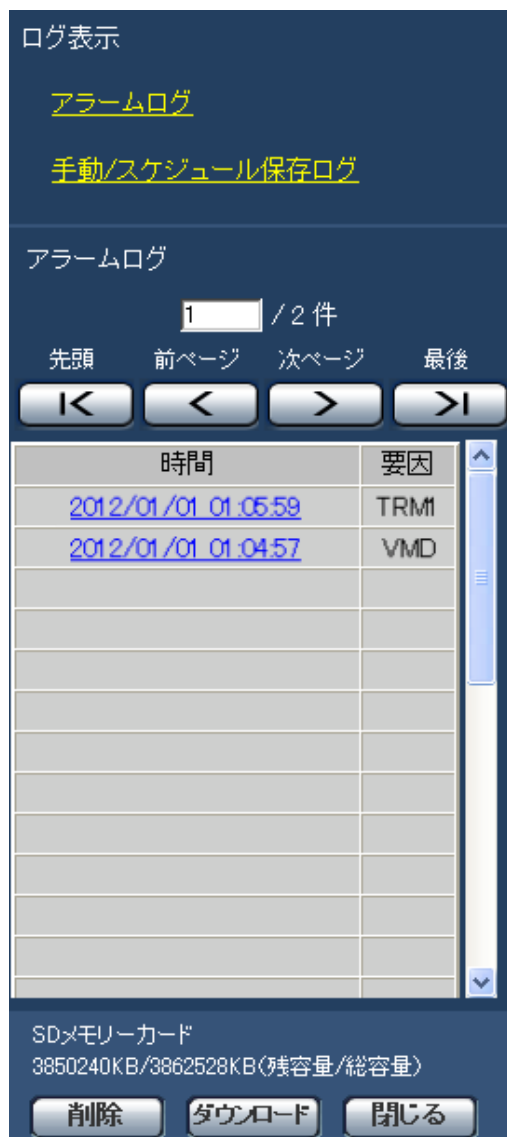 ログ表示
アラームログ
手動/スケジュール保存ログ
アラームログ
1 / 2 件
先頭 前ページ 次ページ 最後
|< < > >|
時間 要因
2012/01/01 01:05:59 TRM1
2012/01/01 01:04:57 VMD
SDメモリーカード
3850240KB/3862528KB(残容量/総容量)
削除 ダウンロード 閉じる